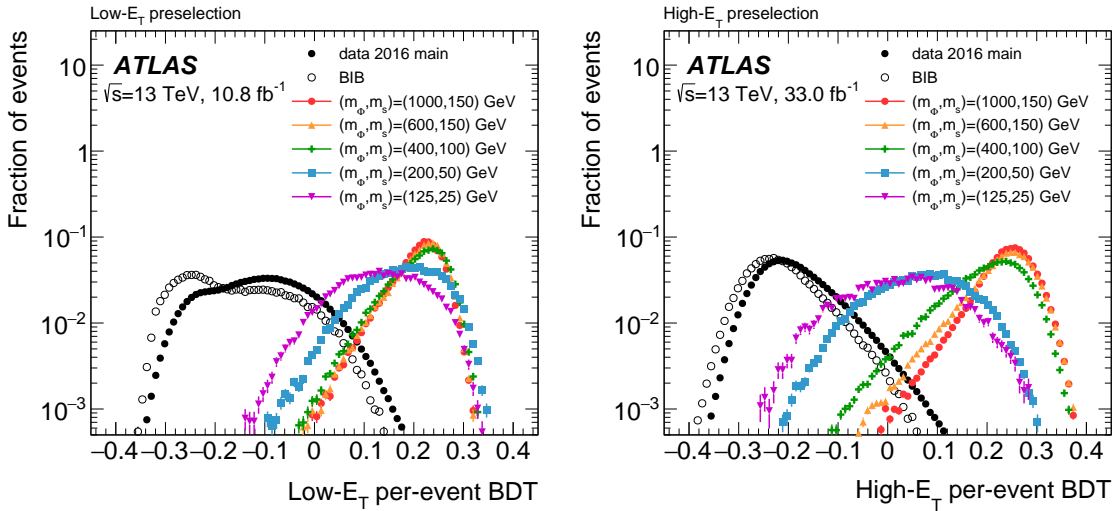 Low-E_T preselection
ATLAS
√s=13 TeV, 10.8 fb⁻¹
data 2016 main
BIB
(m_Φ,m_s)=(1000,150) GeV
(m_Φ,m_s)=(600,150) GeV
(m_Φ,m_s)=(400,100) GeV
(m_Φ,m_s)=(200,50) GeV
(m_Φ,m_s)=(125,25) GeV
Fraction of events
10
1
10⁻¹
10⁻²
10⁻³
−0.4 −0.3 −0.2 −0.1 0 0.1 0.2 0.3 0.4
Low-E_T per-event BDT
High-E_T preselection
ATLAS
√s=13 TeV, 33.0 fb⁻¹
data 2016 main
BIB
(m_Φ,m_s)=(1000,150) GeV
(m_Φ,m_s)=(600,150) GeV
(m_Φ,m_s)=(400,100) GeV
(m_Φ,m_s)=(200,50) GeV
(m_Φ,m_s)=(125,25) GeV
Fraction of events
10
1
10⁻¹
10⁻²
10⁻³
−0.4 −0.3 −0.2 −0.1 0 0.1 0.2 0.3 0.4
High-E_T per-event BDT